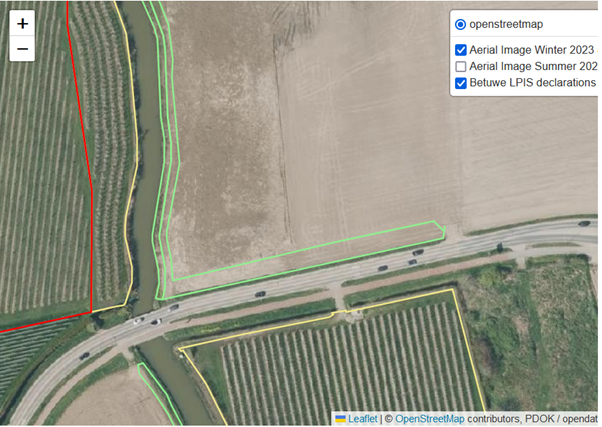 +
−
openstreetmap
Aerial Image Winter 2023
Aerial Image Summer 202
Betuwe LPIS declarations
Leaflet | © OpenStreetMap contributors, PDOK / opendat